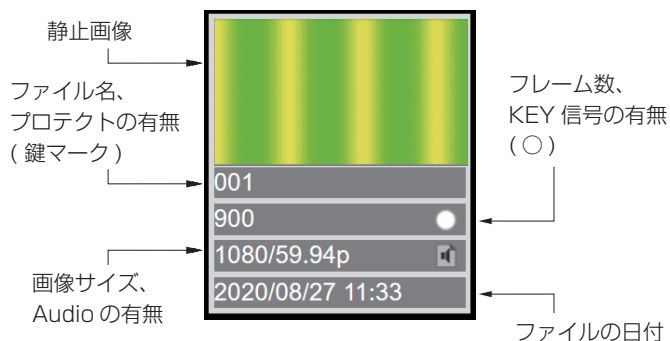 静止画像
ファイル名、
プロテクトの有無
( 鍵マーク )
画像サイズ、
Audio の有無
001
900
1080/59.94p
2020/08/27 11:33
フレーム数、
KEY 信号の有無
( ○ )
ファイルの日付